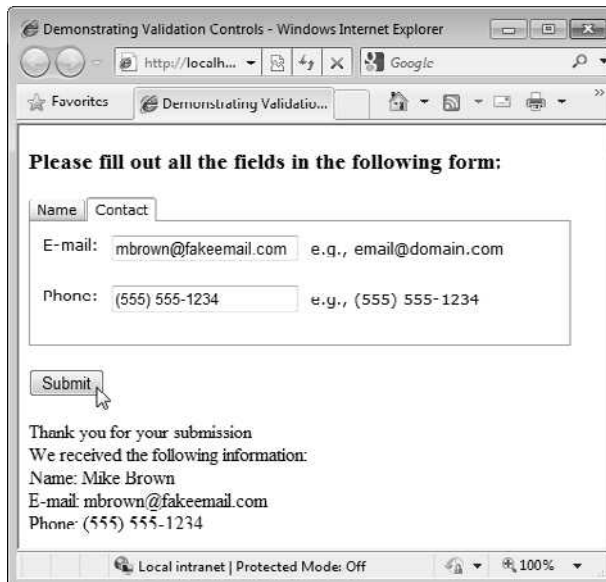 Demonstrating Validation Controls - Windows Internet Explorer
http://localh... Google
Favorites Demonstrating Validatio... »
Please fill out all the fields in the following form:
Name Contact
E-mail: mbrown@fakeemail.com e.g., email@domain.com
Phone: (555) 555-1234 e.g., (555) 555-1234
Submit
Thank you for your submission
We received the following information:
Name: Mike Brown
E-mail: mbrown@fakeemail.com
Phone: (555) 555-1234
Local intranet | Protected Mode: Off 100%